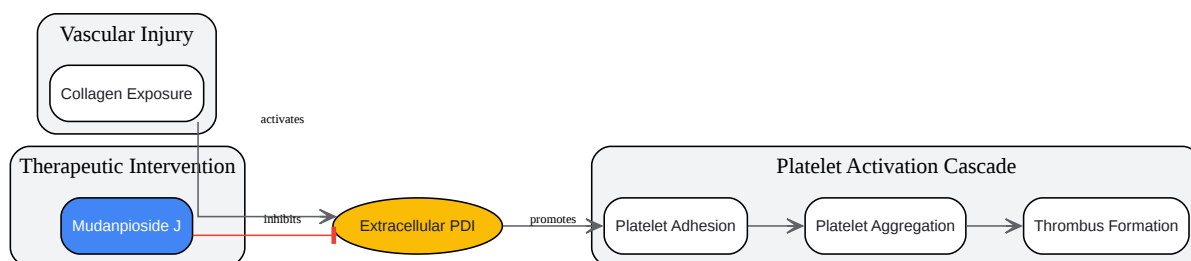 Vascular Injury
Collagen Exposure
activates
Therapeutic Intervention
Mudanpioside J
inhibits
Extracellular PDI
promotes
Platelet Activation Cascade
Platelet Adhesion
Platelet Aggregation
Thrombus Formation